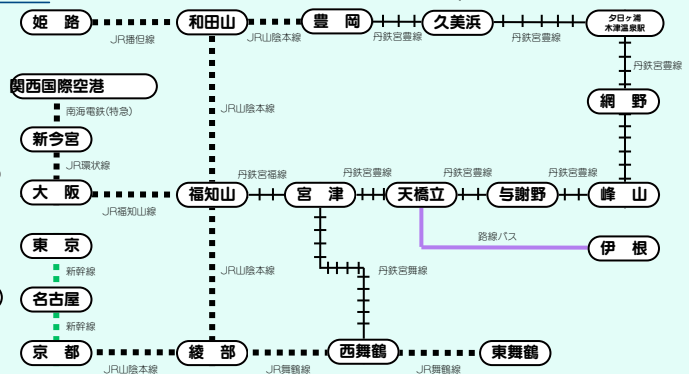 姫路
和田山
豊岡
久美浜
夕日ヶ浦
木津温泉駅
JR播但線
JR山陰本線
丹鉄宮豊線
丹鉄宮豊線
丹鉄宮豊線
関西国際空港
網野
南海電鉄(特急)
JR山陰本線
新今宮
JR環状線
丹鉄宮福線
丹鉄宮豊線
丹鉄宮豊線
丹鉄宮豊線
大阪
福知山
宮津
天橋立
与謝野
峰山
JR福知山線
東京
路線バス
伊根
新幹線
JR山陰本線
丹鉄宮舞線
名古屋
新幹線
京都
綾部
西舞鶴
東舞鶴
JR山陰本線
JR舞鶴線
JR舞鶴線